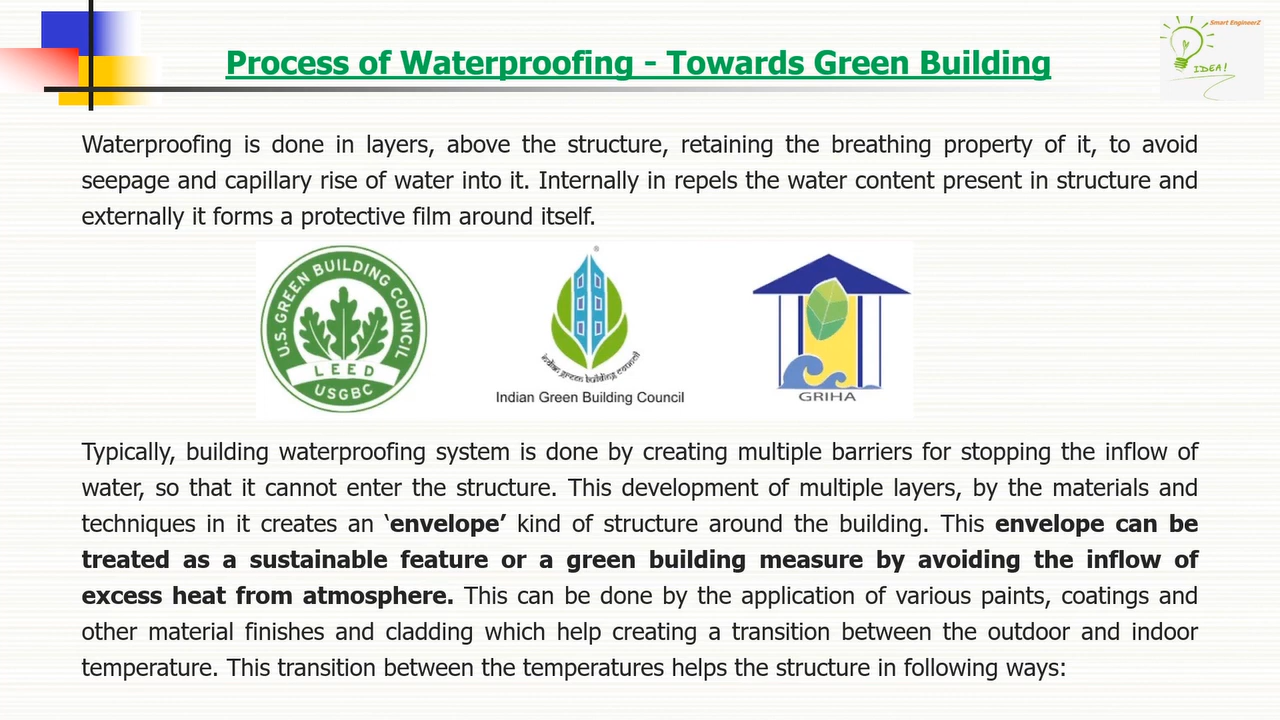 Smart EngineerZ
IDEA!
Process of Waterproofing - Towards Green Building
Waterproofing is done in layers, above the structure, retaining the breathing property of it, to avoid
seepage and capillary rise of water into it. Internally in repels the water content present in structure and
externally it forms a protective film around itself.
U.S. GREEN BUILDING COUNCIL
LEED
USGBC
®
indian green building council
Indian Green Building Council
GRIHA
Typically, building waterproofing system is done by creating multiple barriers for stopping the inflow of
water, so that it cannot enter the structure. This development of multiple layers, by the materials and
techniques in it creates an ‘envelope’ kind of structure around the building. This envelope can be
treated as a sustainable feature or a green building measure by avoiding the inflow of
excess heat from atmosphere. This can be done by the application of various paints, coatings and
other material finishes and cladding which help creating a transition between the outdoor and indoor
temperature. This transition between the temperatures helps the structure in following ways: